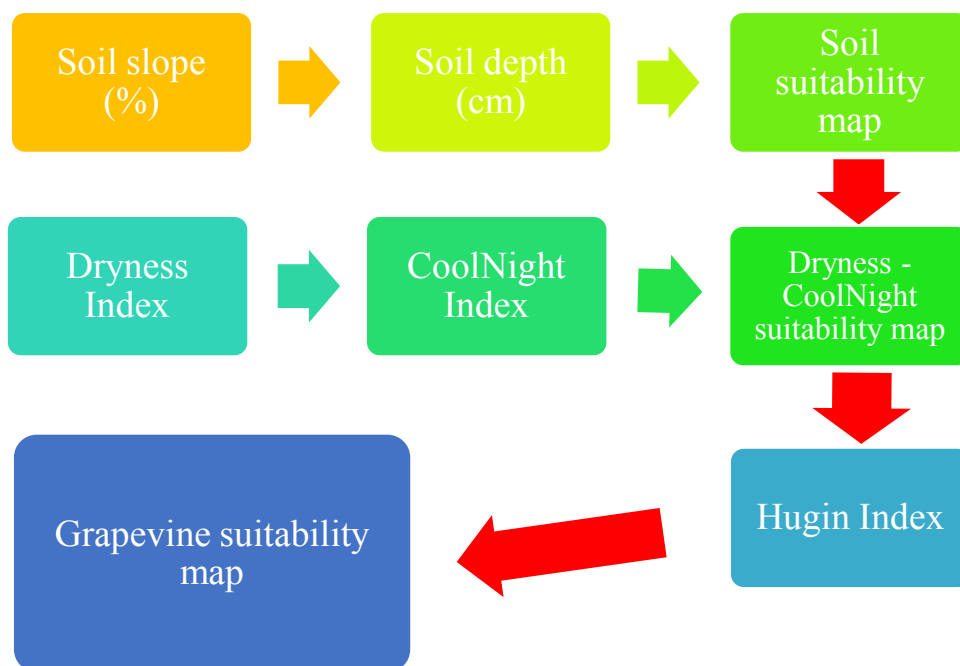 Soil slope
(%)
Soil depth
(cm)
Soil
suitability
map
Dryness
Index
CoolNight
Index
Dryness -
CoolNight
suitability map
Grapevine suitability
map
Hugin Index